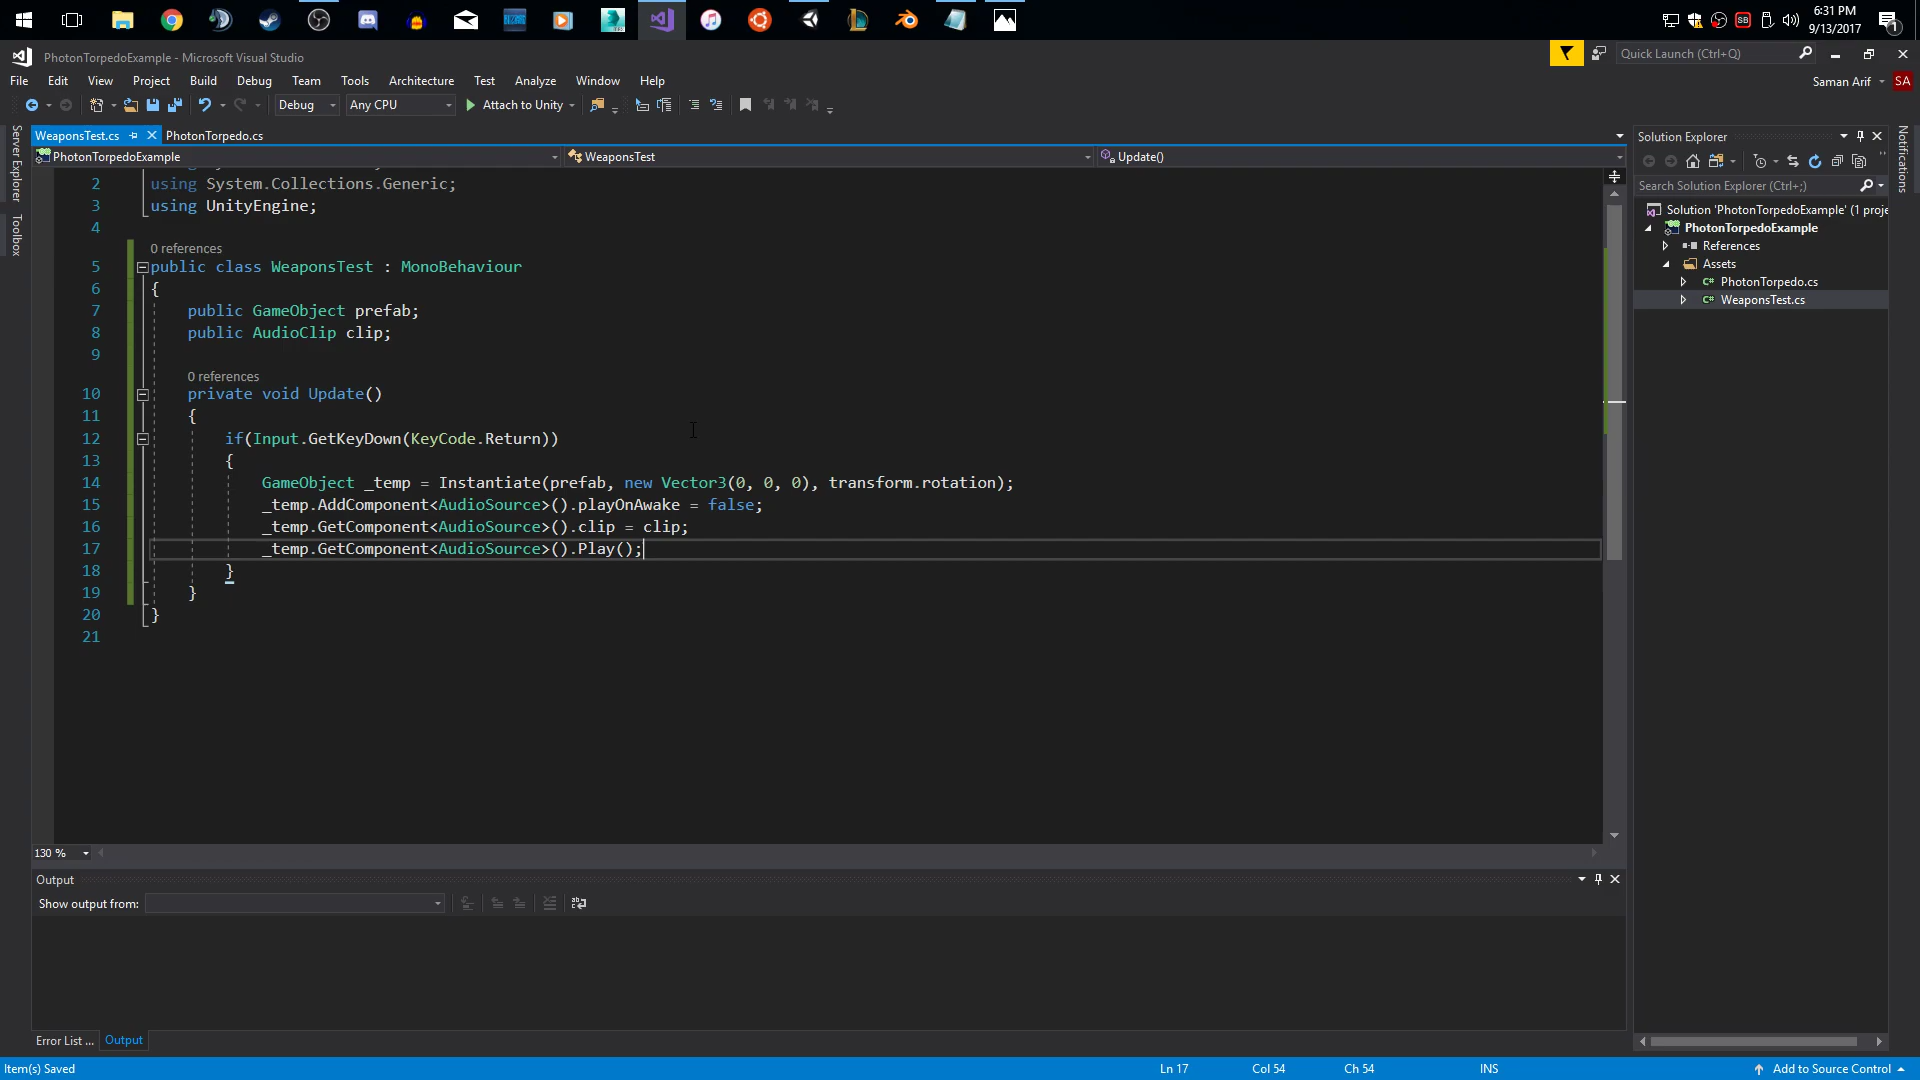 6:31 PM
9/13/2017
1
PhotonTorpedoExample - Microsoft Visual Studio
Quick Launch (Ctrl+Q)
File Edit View Project Build Debug Team Tools Architecture Test Analyze Window Help
Saman Arif SA
Debug Any CPU Attach to Unity
WeaponsTest.cs PhotonTorpedo.cs
PhotonTorpedoExample WeaponsTest Update()
Server Explorer
Toolbox
2 using System.Collections.Generic;
3 using UnityEngine;
4
0 references
5 public class WeaponsTest : MonoBehaviour
6 {
7 public GameObject prefab;
8 public AudioClip clip;
9
0 references
10 private void Update()
11 {
12 if(Input.GetKeyDown(KeyCode.Return))
13 {
14 GameObject _temp = Instantiate(prefab, new Vector3(0, 0, 0), transform.rotation);
15 _temp.AddComponent<AudioSource>().playOnAwake = false;
16 _temp.GetComponent<AudioSource>().clip = clip;
17 _temp.GetComponent<AudioSource>().Play();
18 }
19 }
20 }
21
130 %
Output
Show output from:
Error List ... Output
Solution Explorer
Search Solution Explorer (Ctrl+;)
Solution 'PhotonTorpedoExample' (1 proje
PhotonTorpedoExample
References
Assets
C# PhotonTorpedo.cs
C# WeaponsTest.cs
Notifications
Item(s) Saved Ln 17 Col 54 Ch 54 INS Add to Source Control